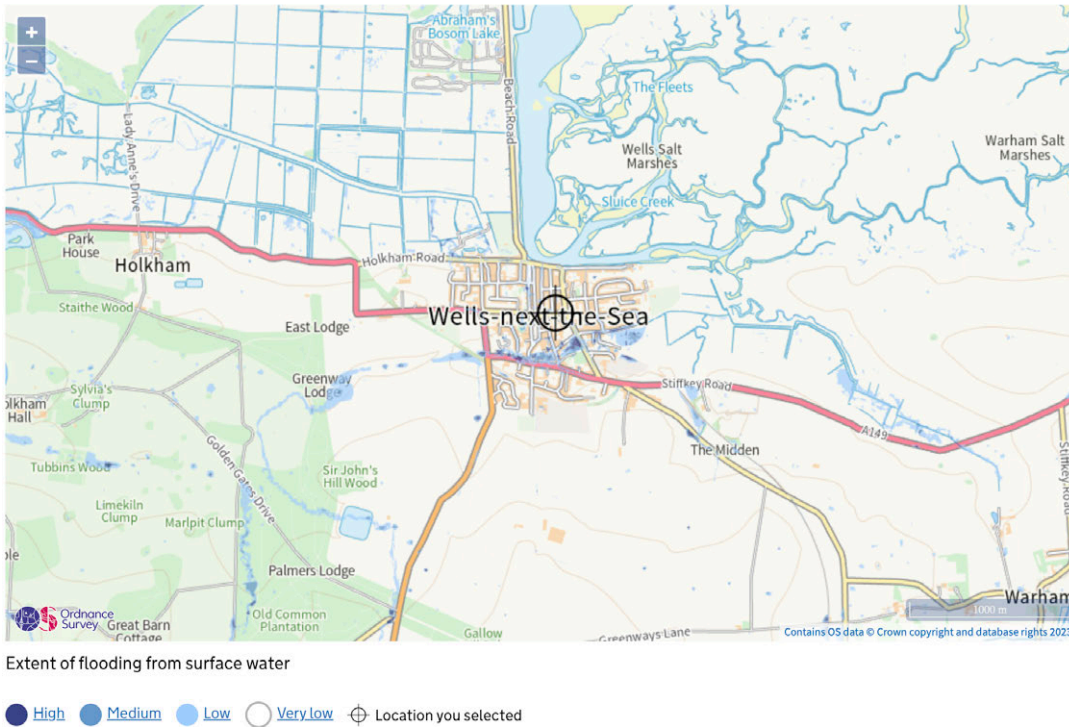 +
−
Abraham's
Bosom Lake
Beach Road
Lady Anne's Drive
The Fleets
Wells Salt
Marshes
Warham Salt
Marshes
Sluice Creek
Park
House
Holkham
Holkham Road
Staithe Wood
East Lodge
Wells-next-the-Sea
Greenway
Lodge
Sylvia's
Clump
olkham
Hall
Stiffkey Road
A149
Stiffkey Road
Golden Gates Drive
Tubbins Wood
Sir John's
Hill Wood
The Midden
Limekiln
Clump
Marlpit Clump
ple
Palmers Lodge
Ordnance
Survey
Great Barn
Cottage
Old Common
Plantation
Gallow
Greenways Lane
Warham
1000 m
Contains OS data © Crown copyright and database rights 2023
Extent of flooding from surface water
High Medium Low Very low Location you selected